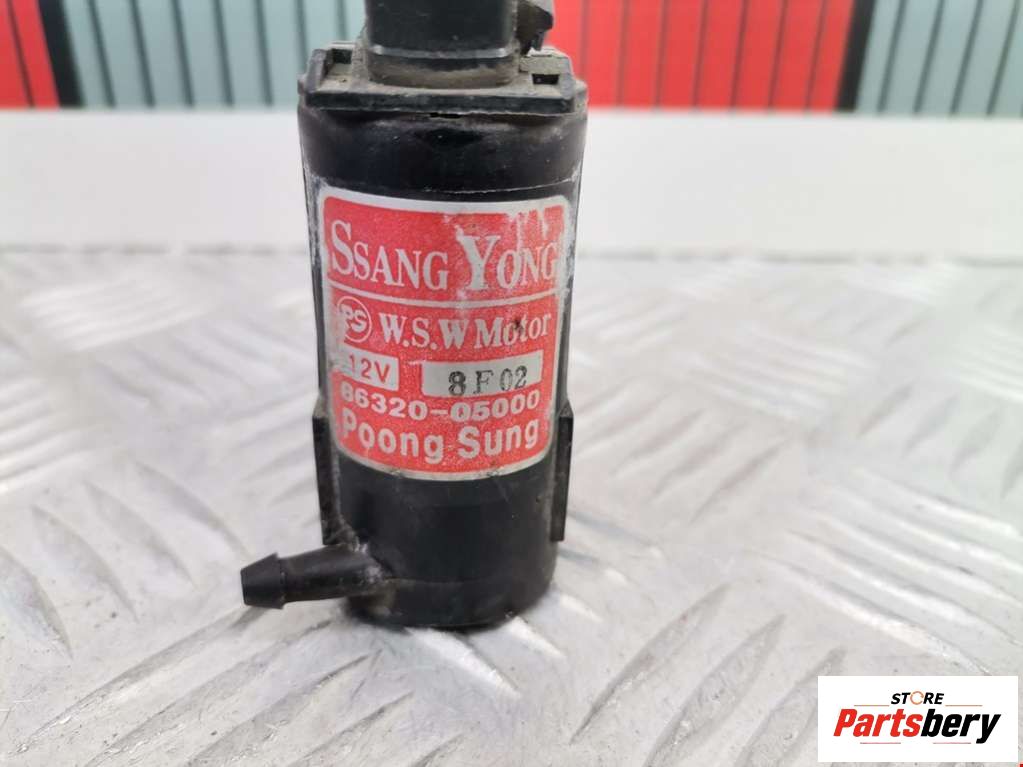 SSANG YONG
PS W.S.W Motor
12V 8F02
86320-05000
Poong Sung
STORE
Partsbery